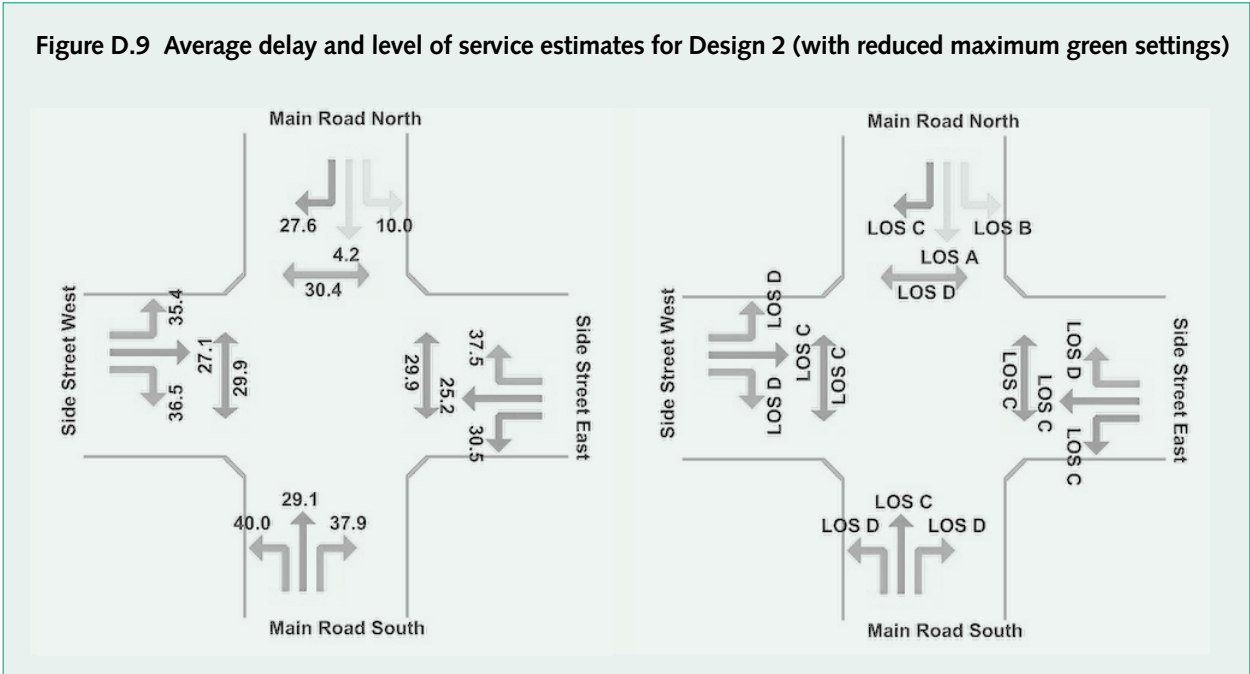 Figure D.9 Average delay and level of service estimates for Design 2 (with reduced maximum green settings)
Main Road North
27.6
10.0
4.2
30.4
Side Street West
35.4
27.1
29.9
36.5
29.9
37.5
25.2
30.5
Side Street East
29.1
40.0
37.9
Main Road South
Main Road North
LOS C
LOS B
LOS A
LOS D
Side Street West
LOS D
LOS C
LOS C
LOS D
LOS C
LOS D
LOS C
LOS C
Side Street East
LOS C
LOS D
LOS D
Main Road South